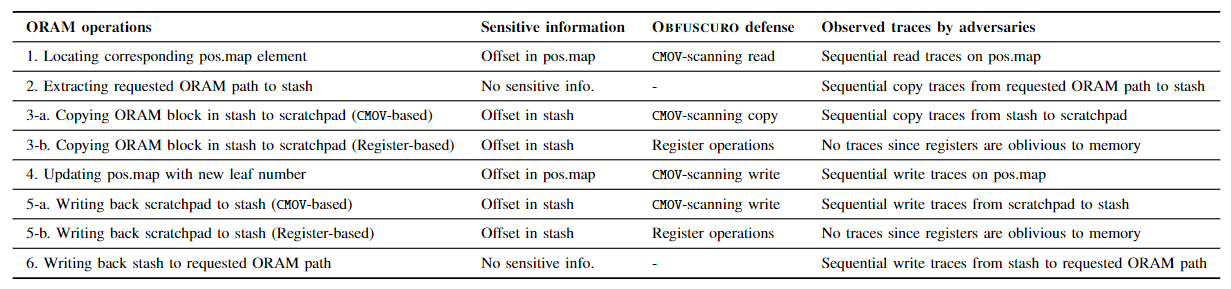 ORAM operations Sensitive information OBFUSCURO defense Observed traces by adversaries
1. Locating corresponding pos.map element Offset in pos.map CMOV-scanning read Sequential read traces on pos.map
2. Extracting requested ORAM path to stash No sensitive info. - Sequential copy traces from requested ORAM path to stash
3-a. Copying ORAM block in stash to scratchpad (CMOV-based) Offset in stash CMOV-scanning copy Sequential copy traces from stash to scratchpad
3-b. Copying ORAM block in stash to scratchpad (Register-based) Offset in stash Register operations No traces since registers are oblivious to memory
4. Updating pos.map with new leaf number Offset in pos.map CMOV-scanning write Sequential write traces on pos.map
5-a. Writing back scratchpad to stash (CMOV-based) Offset in stash CMOV-scanning write Sequential write traces from scratchpad to stash
5-b. Writing back scratchpad to stash (Register-based) Offset in stash Register operations No traces since registers are oblivious to memory
6. Writing back stash to requested ORAM path No sensitive info. - Sequential write traces from stash to requested ORAM path